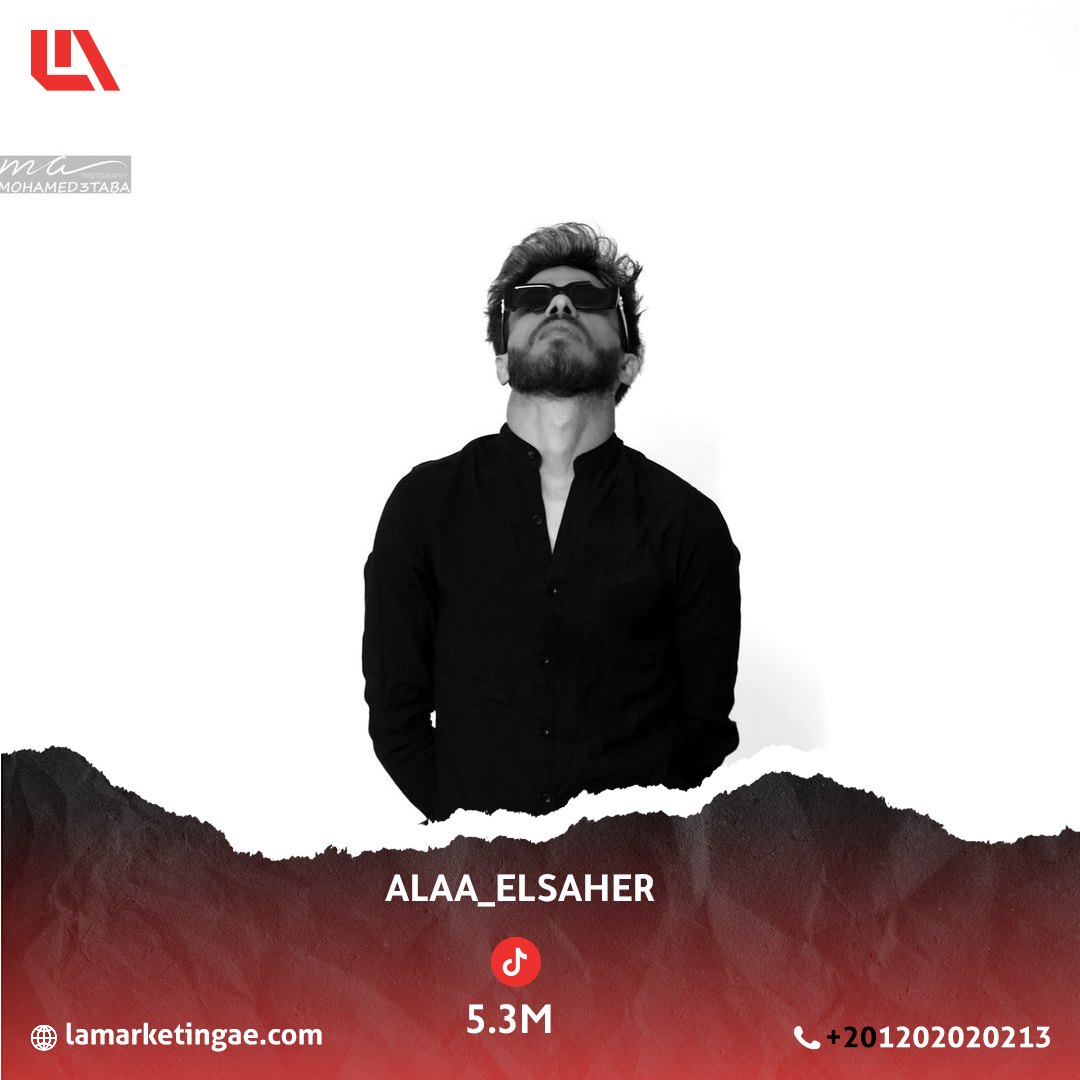 LA
ma
PHOTOGRAPHY
MOHAMED3TABA
ALAA_ELSAHER
5.3M
lamarketingae.com
+201202020213